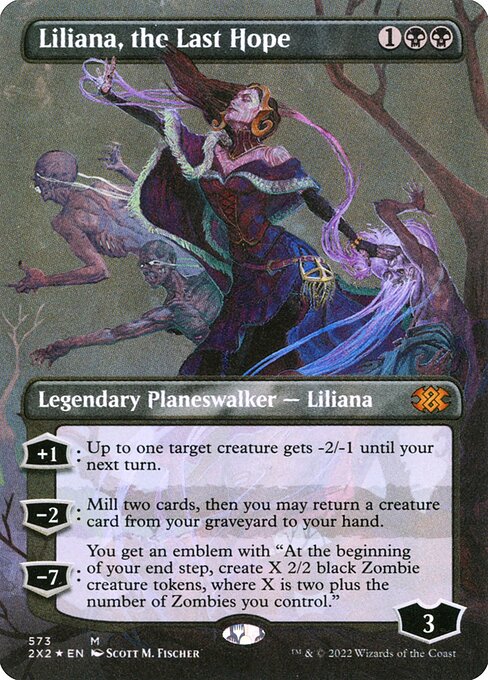 Liliana, the Last Hope 1
Legendary Planeswalker — Liliana
+1 : Up to one target creature gets -2/-1 until your
next turn.
-2 : Mill two cards, then you may return a creature
card from your graveyard to your hand.
You get an emblem with “At the beginning
-7 : of your end step, create X 2/2 black Zombie
creature tokens, where X is two plus the
number of Zombies you control.”
3
573 M
2X2 ★ EN Scott M. Fischer ™ & © 2022 Wizards of the Coast